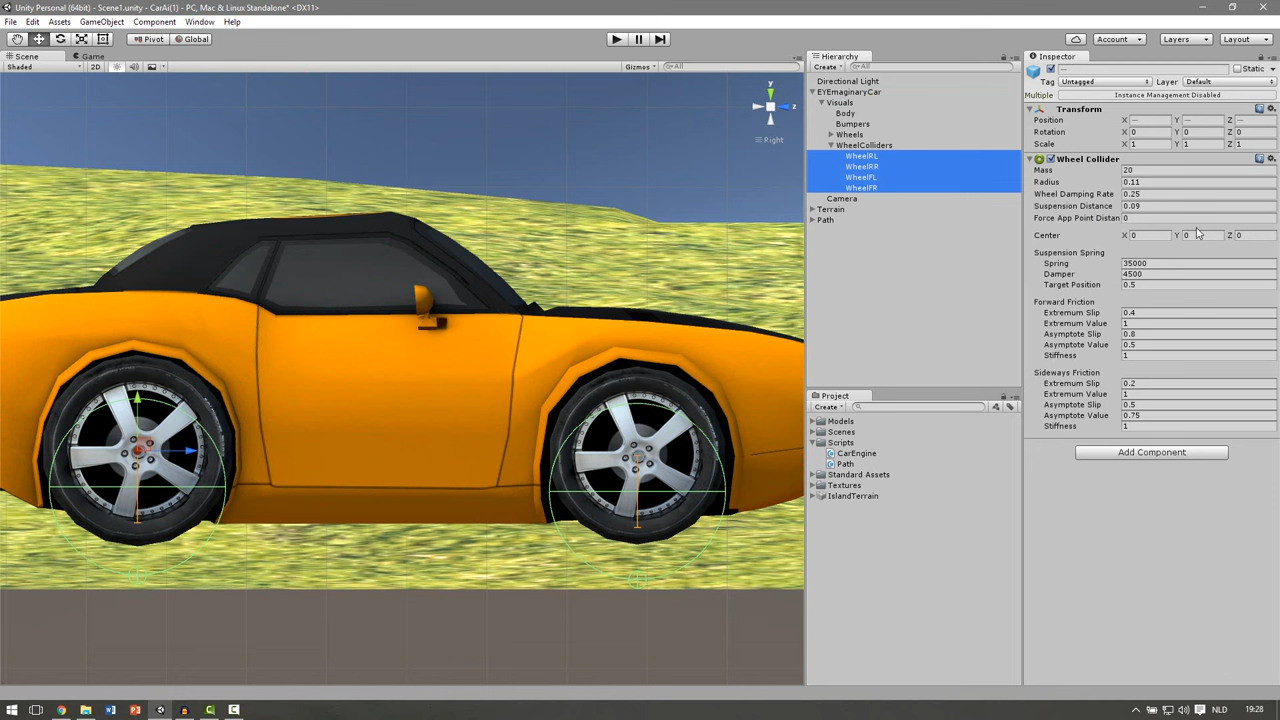 Unity Personal (64bit) - Scene1.unity - CarAi(1) - PC, Mac & Linux Standalone* <DX11>
File Edit Assets GameObject Component Window Help
Pivot Global Account Layers Layout
Scene Game
Shaded 2D Gizmos All
y
z
Right
Hierarchy
Create All
Directional Light
EYEmaginaryCar
Visuals
Body
Bumpers
Wheels
WheelColliders
WheelRL
WheelRR
WheelFL
WheelFR
Camera
Terrain
Path
Project
Create
Models
Scenes
Scripts
CarEngine
Path
Standard Assets
Textures
IslandTerrain
Inspector
— Static
Tag Untagged Layer Default
Multiple Instance Management Disabled
Transform
Position X — Y — Z —
Rotation X 0 Y 0 Z 0
Scale X 1 Y 1 Z 1
Wheel Collider
Mass 20
Radius 0.11
Wheel Damping Rate 0.25
Suspension Distance 0.09
Force App Point Distan 0
Center X 0 Y 0 Z 0
Suspension Spring
Spring 35000
Damper 4500
Target Position 0.5
Forward Friction
Extremum Slip 0.4
Extremum Value 1
Asymptote Slip 0.8
Asymptote Value 0.5
Stiffness 1
Sideways Friction
Extremum Slip 0.2
Extremum Value 1
Asymptote Slip 0.5
Asymptote Value 0.75
Stiffness 1
Add Component
NLD 19:28